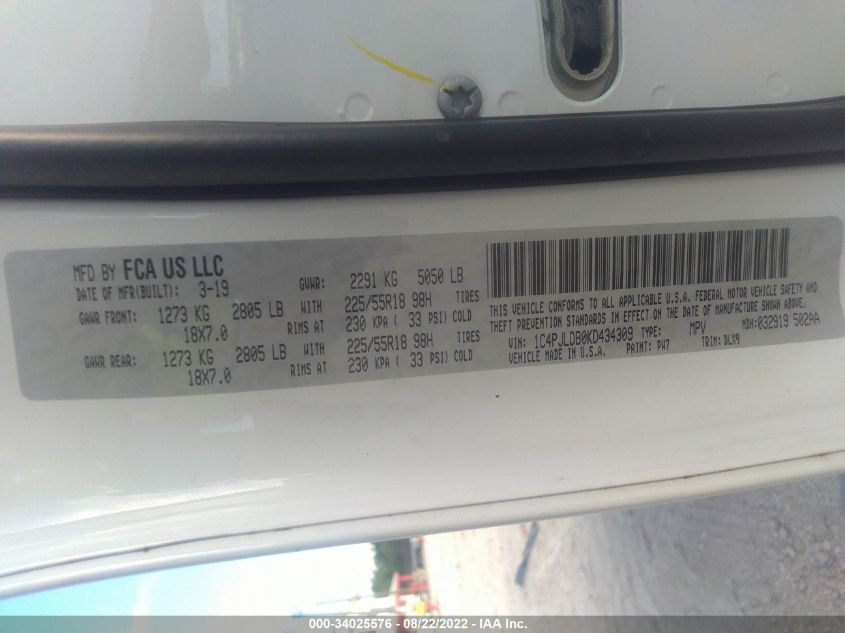 MFD BY FCA US LLC
DATE OF MFR(BUILT): 3-19 GVWR: 2291 KG 5050 LB
GAWR FRONT: 1273 KG 2805 LB WITH 225/55R18 98H TIRES
18X7.0 RIMS AT 230 KPA ( 33 PSI) COLD
GAWR REAR: 1273 KG 2805 LB WITH 225/55R18 98H TIRES
18X7.0 RIMS AT 230 KPA ( 33 PSI) COLD
THIS VEHICLE CONFORMS TO ALL APPLICABLE U.S.A. FEDERAL MOTOR VEHICLE SAFETY AND
THEFT PREVENTION STANDARDS IN EFFECT ON THE DATE OF MANUFACTURE SHOWN ABOVE.
VIN: 1C4PJLDB0KD434309 TYPE: MPV MDH:032919 502AA
VEHICLE MADE IN U.S.A. PAINT: PW7 TRIM: DLX9
000-34025576 - 08/22/2022 - IAA Inc.